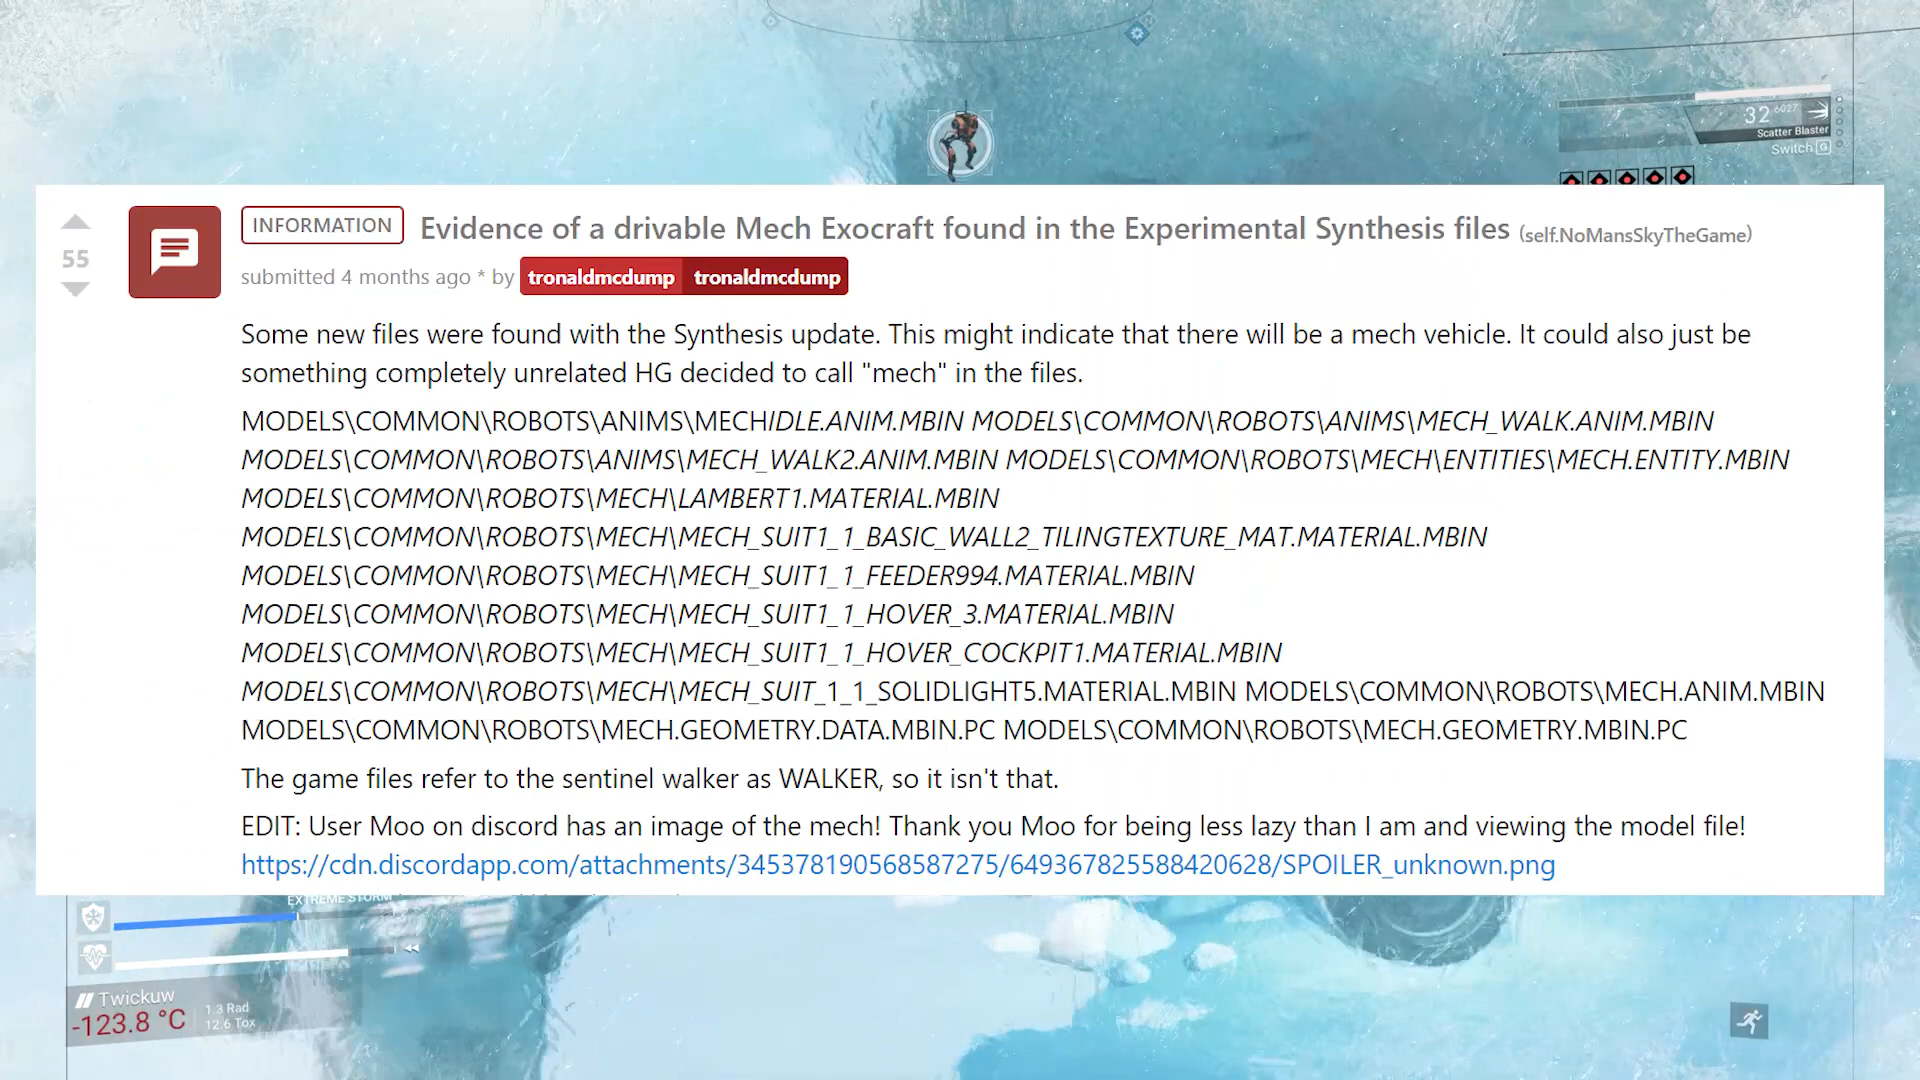 N
32 6027
Scatter Blaster
Switch G
INFORMATION Evidence of a drivable Mech Exocraft found in the Experimental Synthesis files (self.NoMansSkyTheGame)
55
submitted 4 months ago * by tronaldmcdump tronaldmcdump
Some new files were found with the Synthesis update. This might indicate that there will be a mech vehicle. It could also just be
something completely unrelated HG decided to call "mech" in the files.
MODELS\COMMON\ROBOTS\ANIMS\MECHIDLE.ANIM.MBIN MODELS\COMMON\ROBOTS\ANIMS\MECH_WALK.ANIM.MBIN
MODELS\COMMON\ROBOTS\ANIMS\MECH_WALK2.ANIM.MBIN MODELS\COMMON\ROBOTS\MECH\ENTITIES\MECH.ENTITY.MBIN
MODELS\COMMON\ROBOTS\MECH\LAMBERT1.MATERIAL.MBIN
MODELS\COMMON\ROBOTS\MECH\MECH_SUIT1_1_BASIC_WALL2_TILINGTEXTURE_MAT.MATERIAL.MBIN
MODELS\COMMON\ROBOTS\MECH\MECH_SUIT1_1_FEEDER994.MATERIAL.MBIN
MODELS\COMMON\ROBOTS\MECH\MECH_SUIT1_1_HOVER_3.MATERIAL.MBIN
MODELS\COMMON\ROBOTS\MECH\MECH_SUIT1_1_HOVER_COCKPIT1.MATERIAL.MBIN
MODELS\COMMON\ROBOTS\MECH\MECH_SUIT_1_1_SOLIDLIGHT5.MATERIAL.MBIN MODELS\COMMON\ROBOTS\MECH.ANIM.MBIN
MODELS\COMMON\ROBOTS\MECH.GEOMETRY.DATA.MBIN.PC MODELS\COMMON\ROBOTS\MECH.GEOMETRY.MBIN.PC
The game files refer to the sentinel walker as WALKER, so it isn't that.
EDIT: User Moo on discord has an image of the mech! Thank you Moo for being less lazy than I am and viewing the model file!
https://cdn.discordapp.com/attachments/345378190568587275/649367825588420628/SPOILER_unknown.png
EXTREME STORM
Twickuw
-123.8 °C
1.3 Rad
12.6 Tox